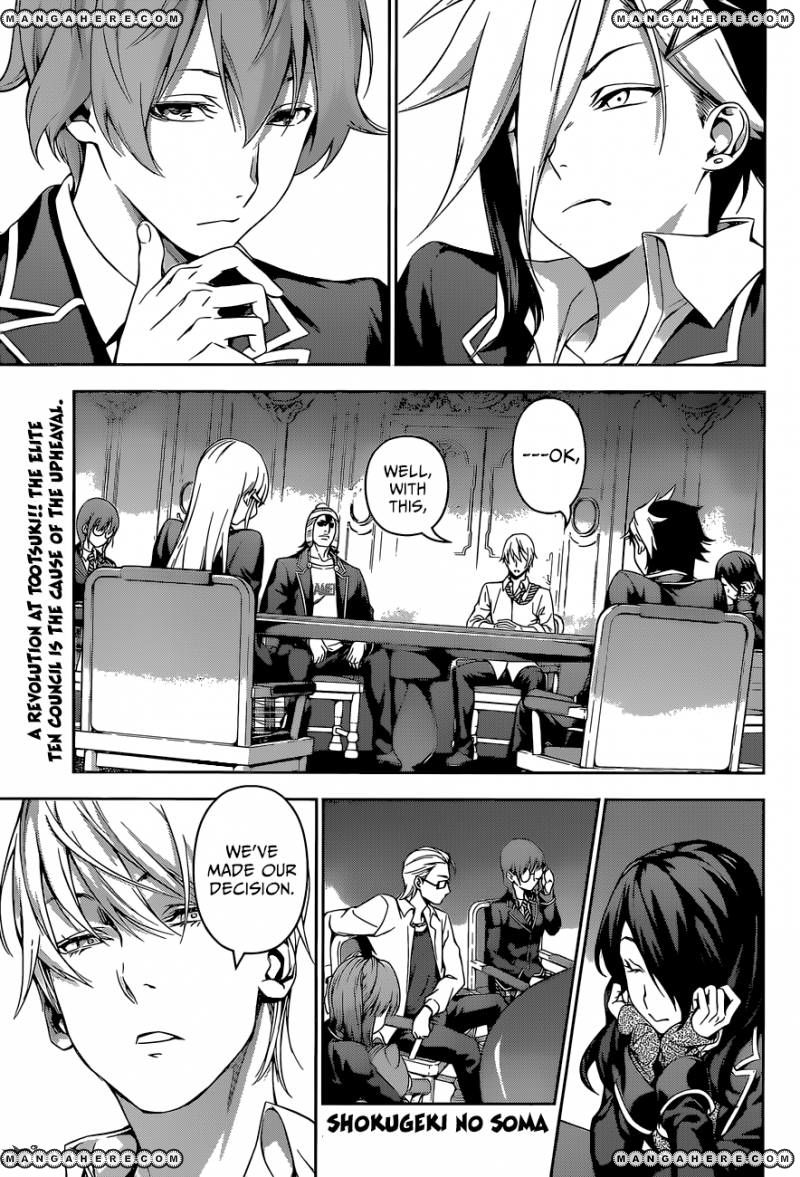 MANGAHERE.COM
MANGAHERE.COM
A REVOLUTION AT TOOTSUKI!! THE ELITE
TEN COUNCIL IS THE CAUSE OF THE UPHEAVAL.
---OK,
WELL,
WITH
THIS,
WE'VE
MADE OUR
DECISION.
SHOKUGEKI NO SOMA
MANGAHERE.COM
MANGAHERE.COM